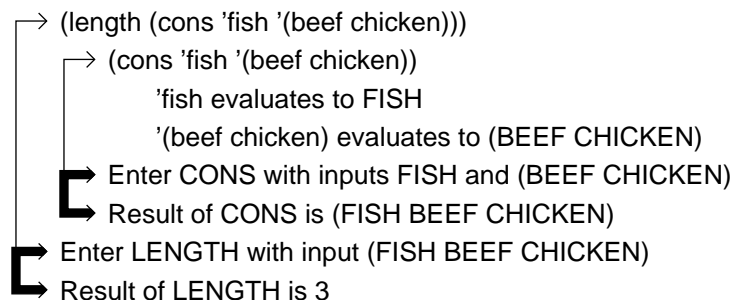 (length (cons ’fish ’(beef chicken)))
(cons ’fish ’(beef chicken))
’fish evaluates to FISH
’(beef chicken) evaluates to (BEEF CHICKEN)
Enter CONS with inputs FISH and (BEEF CHICKEN)
Result of CONS is (FISH BEEF CHICKEN)
Enter LENGTH with input (FISH BEEF CHICKEN)
Result of LENGTH is 3